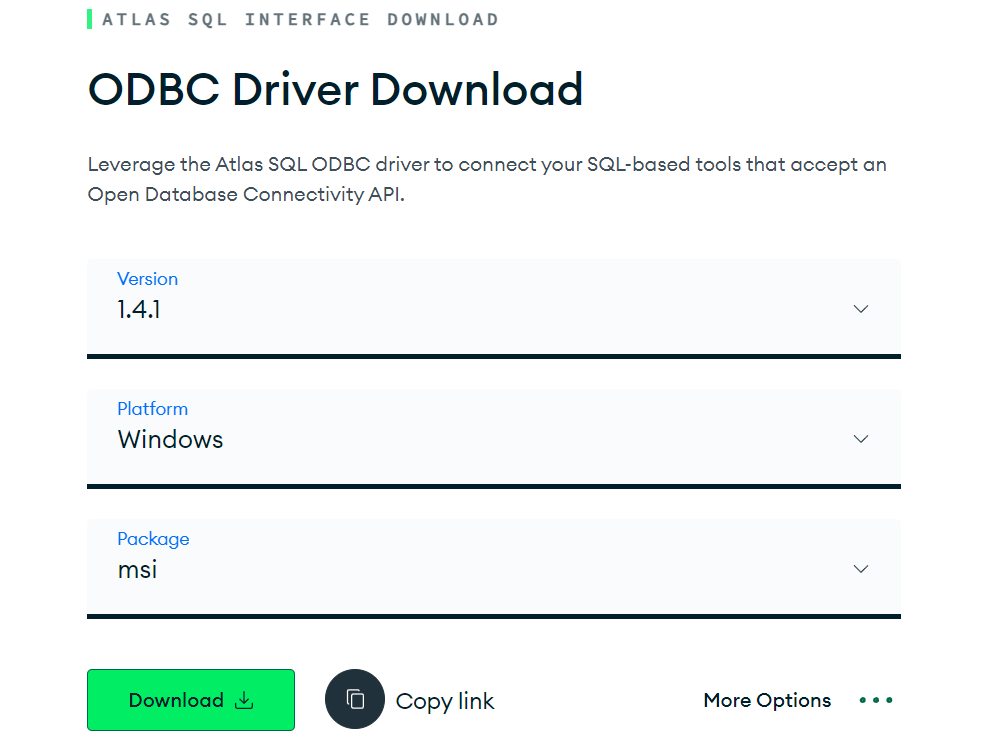 ATLAS SQL INTERFACE DOWNLOAD
ODBC Driver Download
Leverage the Atlas SQL ODBC driver to connect your SQL-based tools that accept an
Open Database Connectivity API.
Version
1.4.1
Platform
Windows
Package
msi
Download
Copy link
More Options